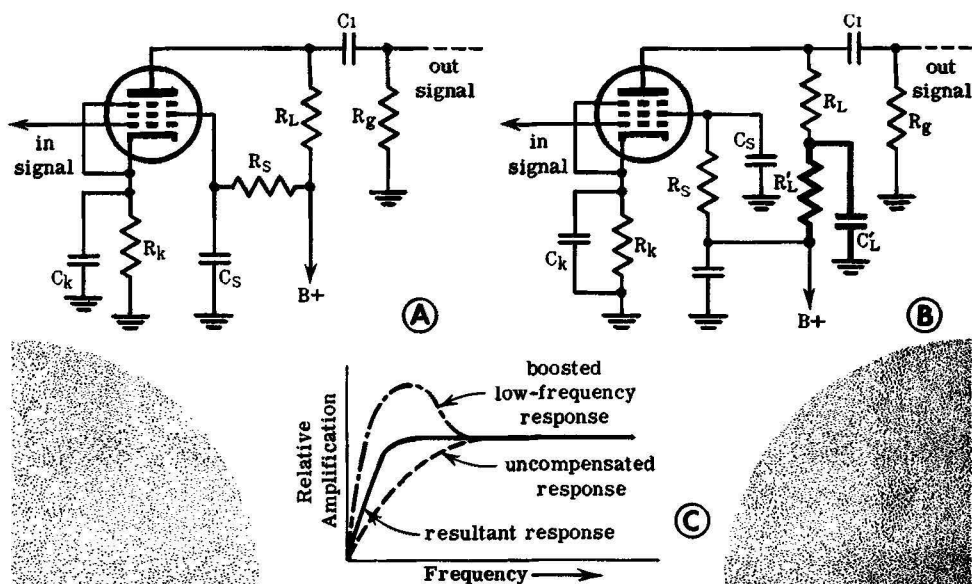 C1
out
signal
RL
Rg
in
signal
RS
Rk
Ck
CS
B+
A
C1
out
signal
RL
Rg
in
signal
CS
RS
R'L
Ck
Rk
C'L
B+
B
Relative
Amplification
boosted
low-frequency
response
uncompensated
response
resultant response
C
Frequency